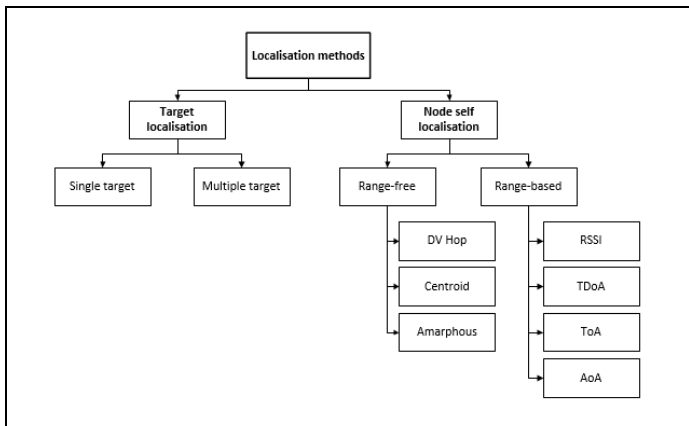 Localisation methods
Target
localisation
Node self
localisation
Single target
Multiple target
Range-free
Range-based
DV Hop
RSSI
Centroid
TDoA
Amarphous
ToA
AoA